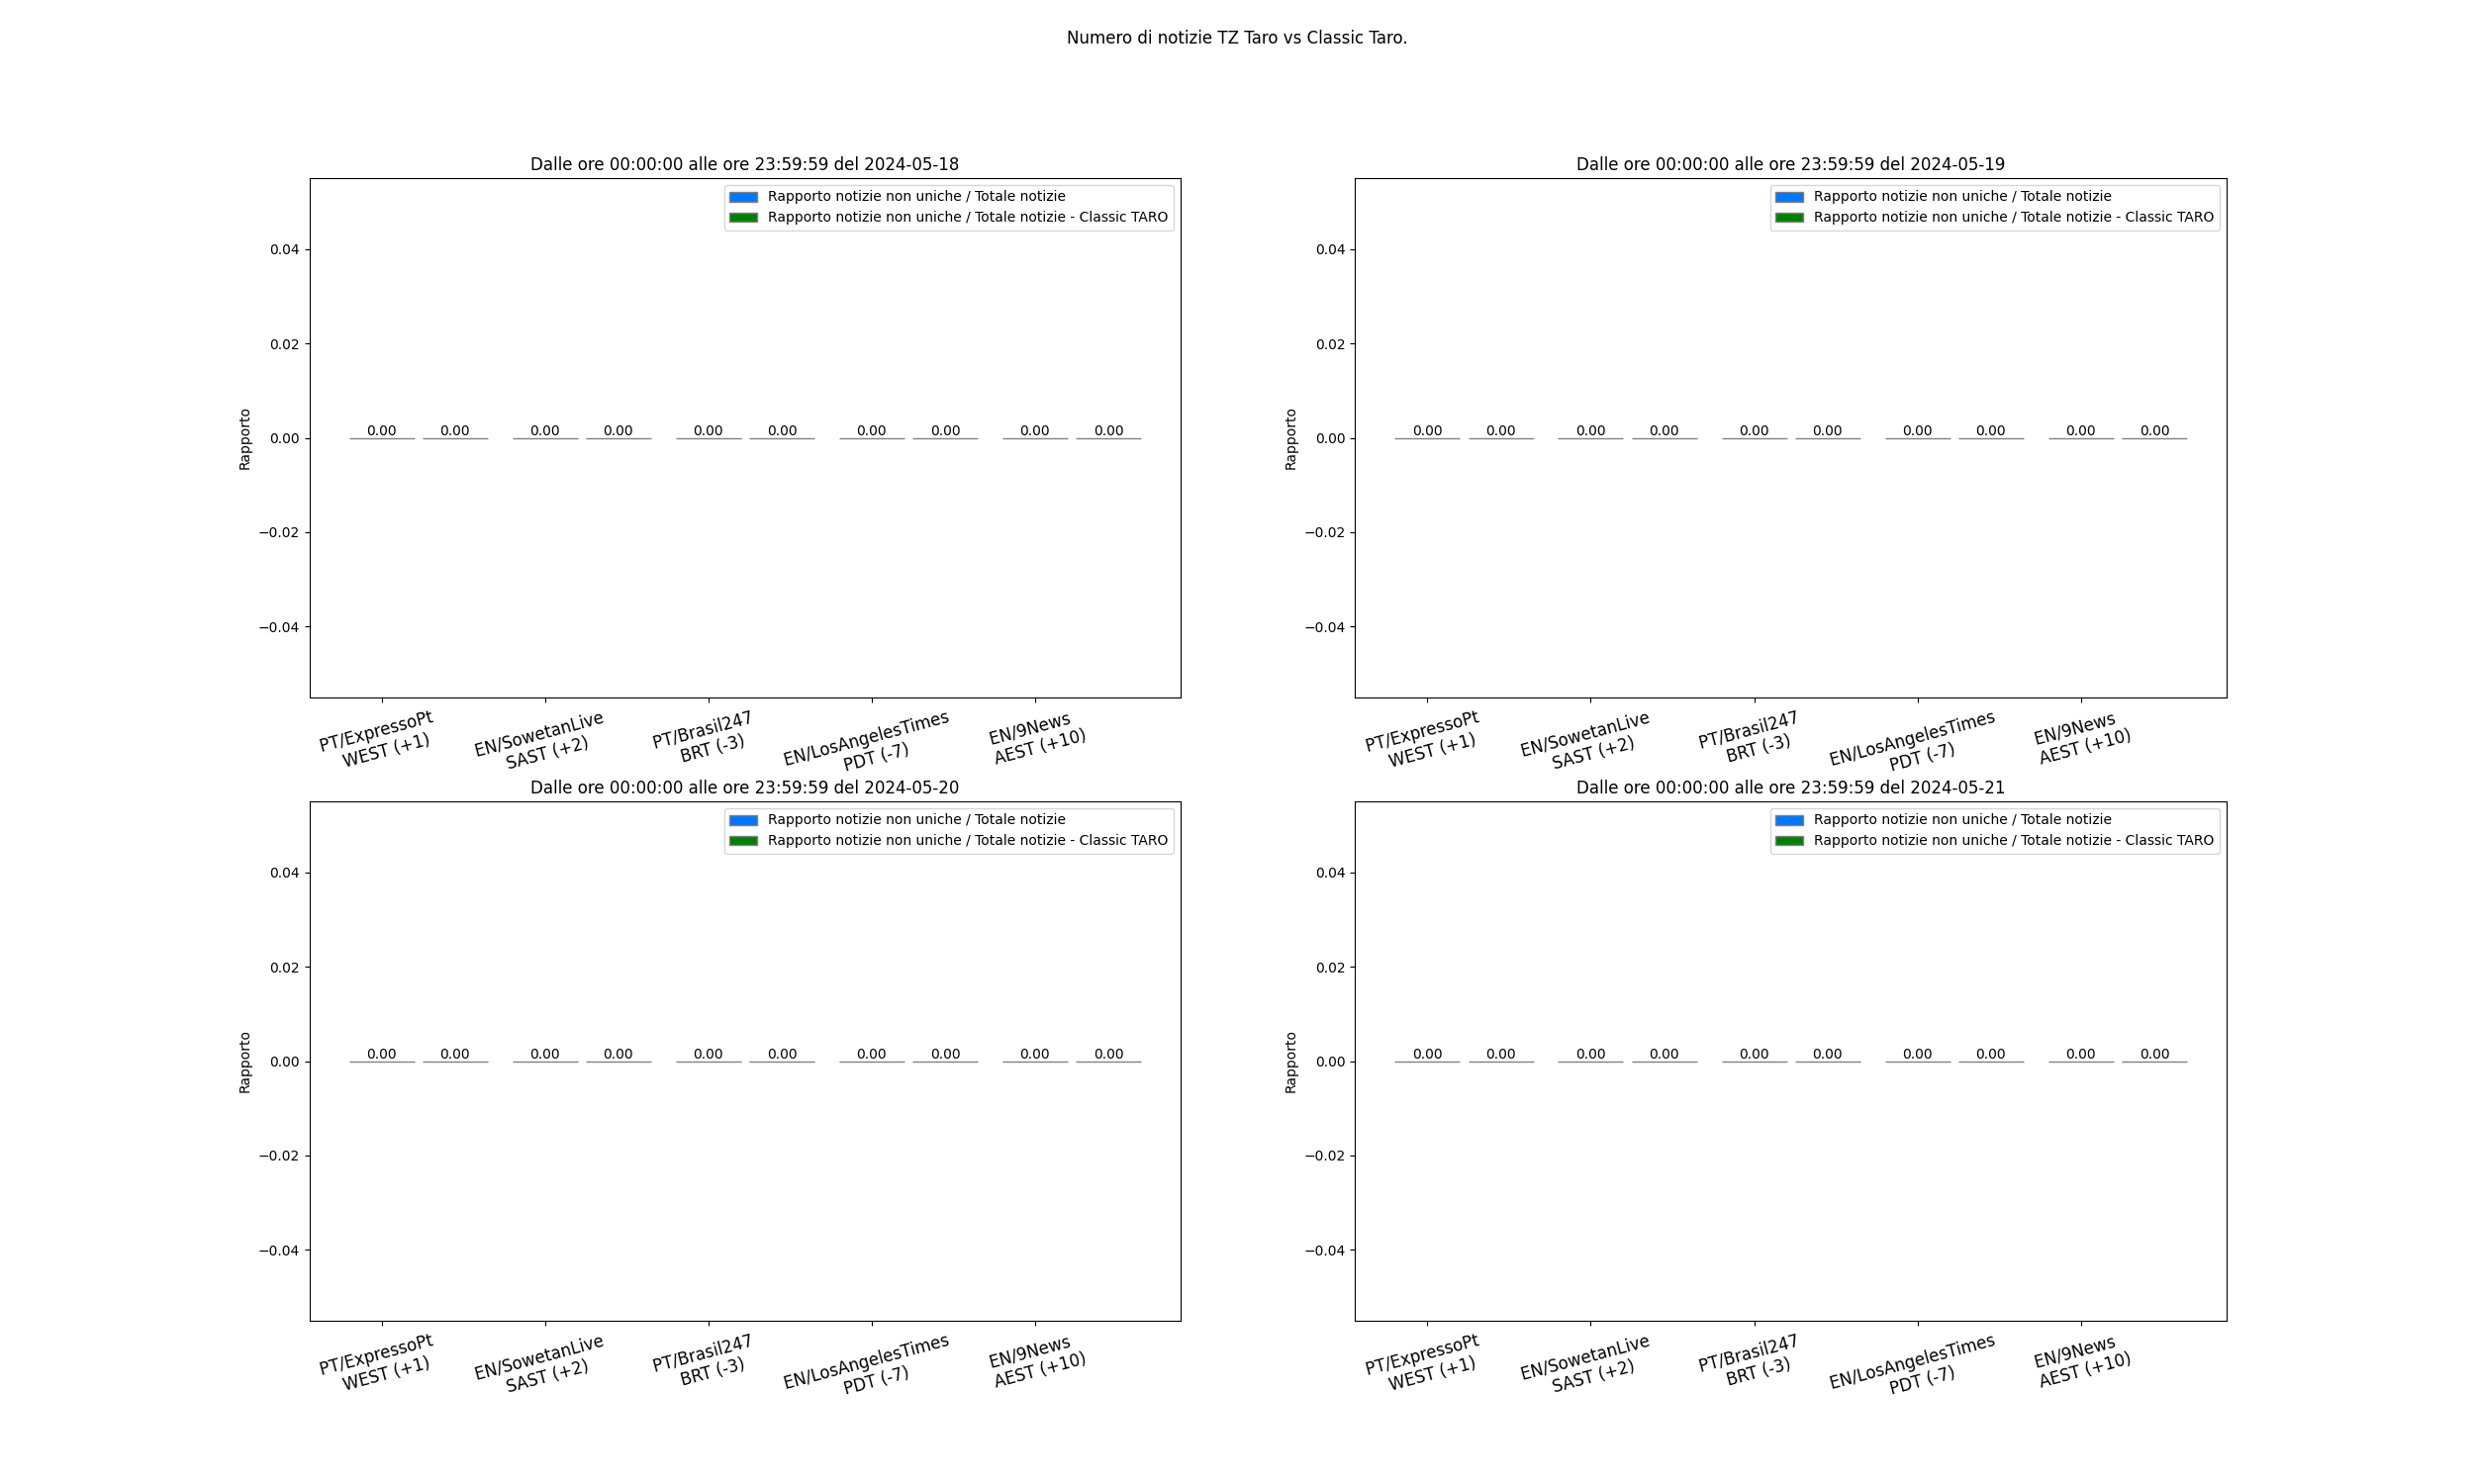 Numero di notizie TZ Taro vs Classic Taro.
Dalle ore 00:00:00 alle ore 23:59:59 del 2024-05-18
Rapporto notizie non uniche / Totale notizie
Rapporto notizie non uniche / Totale notizie - Classic TARO
Rapporto
0.04
0.02
0.00
−0.02
−0.04
0.00 0.00 0.00 0.00 0.00 0.00 0.00 0.00 0.00 0.00
PT/ExpressoPt
WEST (+1)
EN/SowetanLive
SAST (+2)
PT/Brasil247
BRT (-3)
EN/LosAngelesTimes
PDT (-7)
EN/9News
AEST (+10)
Dalle ore 00:00:00 alle ore 23:59:59 del 2024-05-19
Rapporto notizie non uniche / Totale notizie
Rapporto notizie non uniche / Totale notizie - Classic TARO
Rapporto
0.04
0.02
0.00
−0.02
−0.04
0.00 0.00 0.00 0.00 0.00 0.00 0.00 0.00 0.00 0.00
PT/ExpressoPt
WEST (+1)
EN/SowetanLive
SAST (+2)
PT/Brasil247
BRT (-3)
EN/LosAngelesTimes
PDT (-7)
EN/9News
AEST (+10)
Dalle ore 00:00:00 alle ore 23:59:59 del 2024-05-20
Rapporto notizie non uniche / Totale notizie
Rapporto notizie non uniche / Totale notizie - Classic TARO
Rapporto
0.04
0.02
0.00
−0.02
−0.04
0.00 0.00 0.00 0.00 0.00 0.00 0.00 0.00 0.00 0.00
PT/ExpressoPt
WEST (+1)
EN/SowetanLive
SAST (+2)
PT/Brasil247
BRT (-3)
EN/LosAngelesTimes
PDT (-7)
EN/9News
AEST (+10)
Dalle ore 00:00:00 alle ore 23:59:59 del 2024-05-21
Rapporto notizie non uniche / Totale notizie
Rapporto notizie non uniche / Totale notizie - Classic TARO
Rapporto
0.04
0.02
0.00
−0.02
−0.04
0.00 0.00 0.00 0.00 0.00 0.00 0.00 0.00 0.00 0.00
PT/ExpressoPt
WEST (+1)
EN/SowetanLive
SAST (+2)
PT/Brasil247
BRT (-3)
EN/LosAngelesTimes
PDT (-7)
EN/9News
AEST (+10)